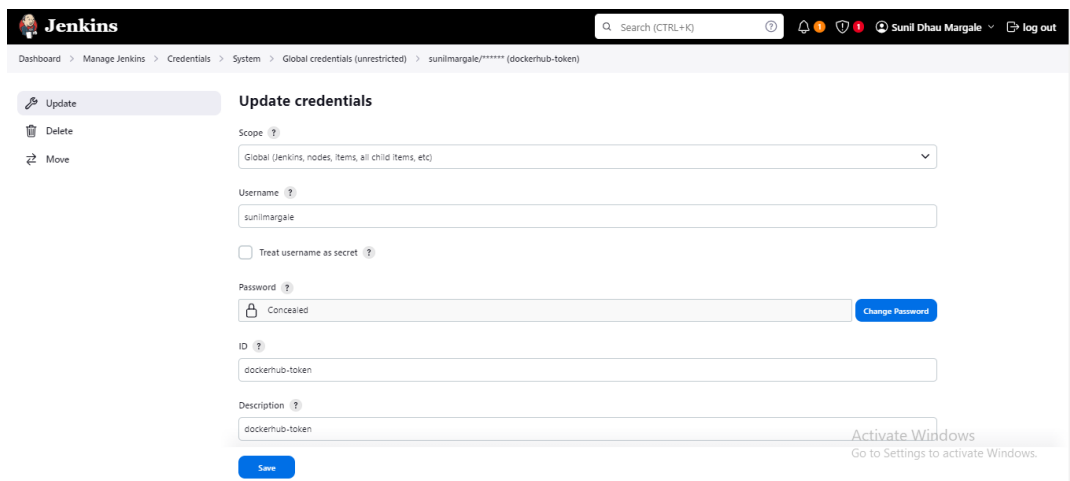 Jenkins
Search (CTRL+K) ?
1
1
Sunil Dhau Margale
log out
Dashboard > Manage Jenkins > Credentials > System > Global credentials (unrestricted) > sunilmargale/****** (dockerhub-token)
Update
Delete
Move
Update credentials
Scope ?
Global (Jenkins, nodes, items, all child items, etc)
Username ?
sunilmargale
Treat username as secret ?
Password ?
Concealed
Change Password
ID ?
dockerhub-token
Description ?
dockerhub-token
Save
Activate Windows
Go to Settings to activate Windows.